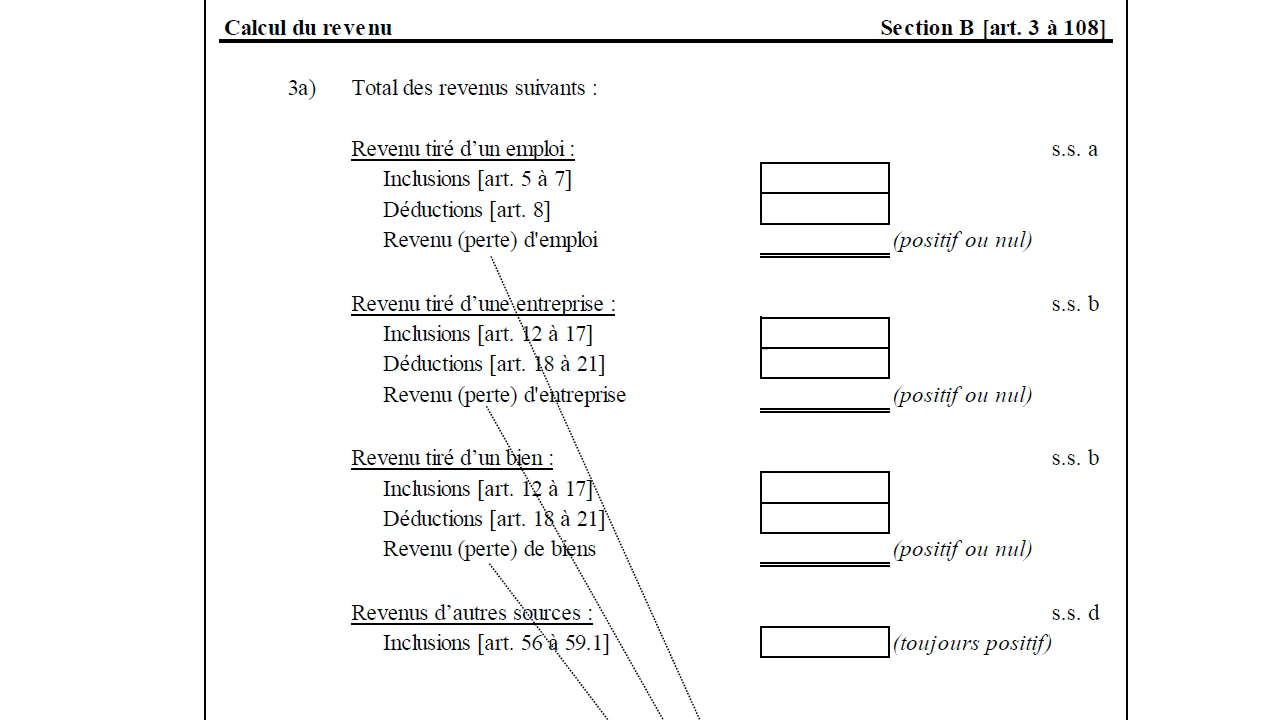 Calcul du revenu Section B [art. 3 à 108]
3a) Total des revenus suivants :
Revenu tiré d’un emploi : s.s. a
Inclusions [art. 5 à 7]
Déductions [art. 8]
Revenu (perte) d'emploi (positif ou nul)
Revenu tiré d’une entreprise : s.s. b
Inclusions [art. 12 à 17]
Déductions [art. 18 à 21]
Revenu (perte) d'entreprise (positif ou nul)
Revenu tiré d’un bien : s.s. b
Inclusions [art. 12 à 17]
Déductions [art. 18 à 21]
Revenu (perte) de biens (positif ou nul)
Revenus d’autres sources : s.s. d
Inclusions [art. 56 à 59.1] (toujours positif)